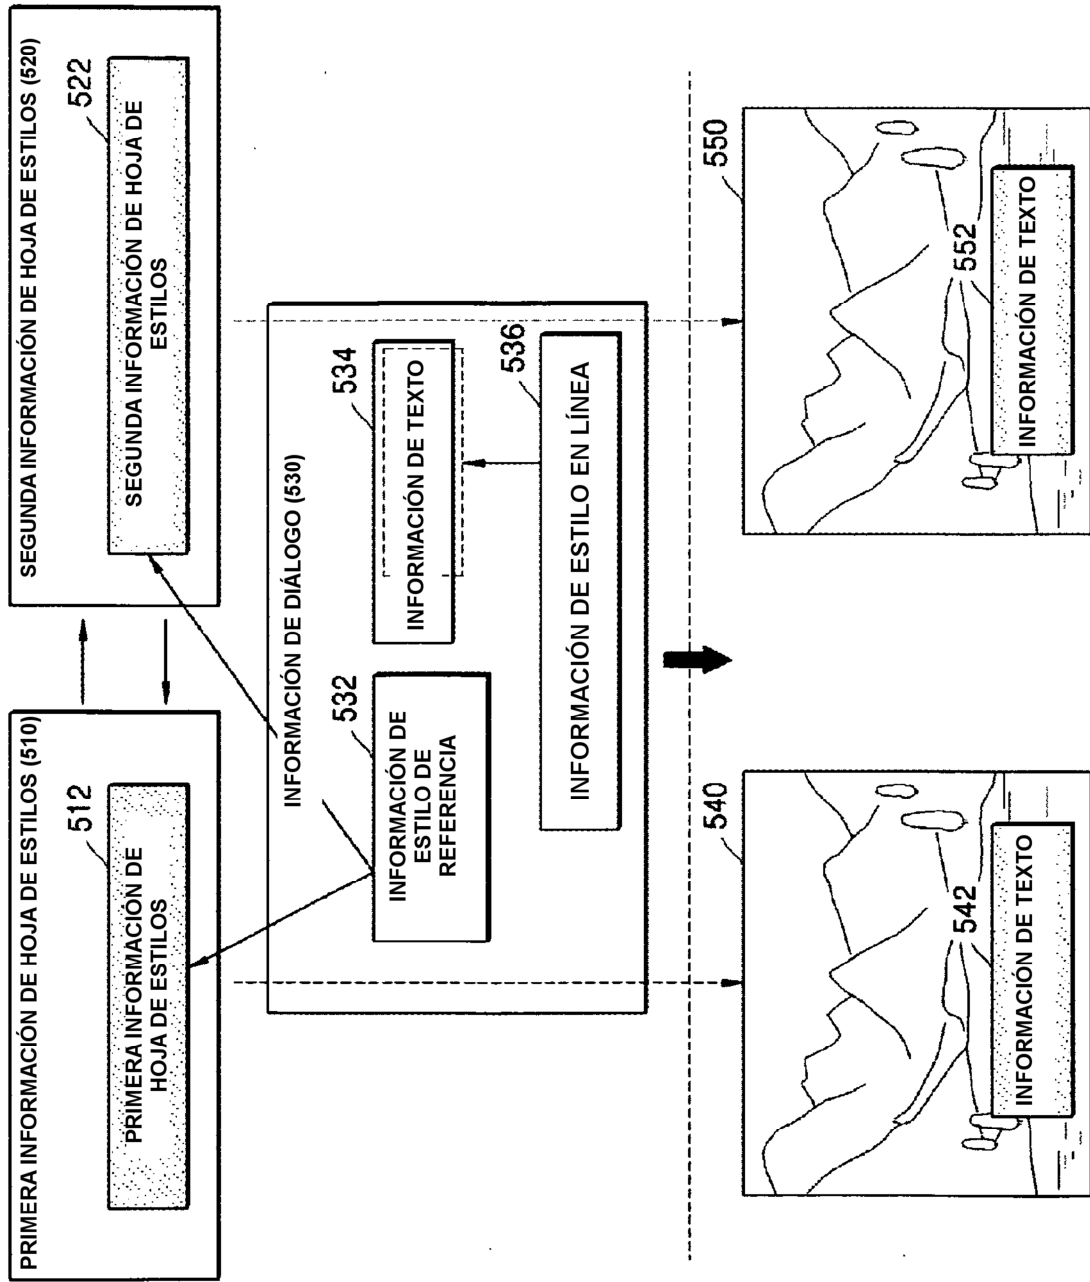 PRIMERA INFORMACIÓN DE HOJA DE ESTILOS (510)
512
PRIMERA INFORMACIÓN DE
HOJA DE ESTILOS
SEGUNDA INFORMACIÓN DE HOJA DE ESTILOS (520)
522
SEGUNDA INFORMACIÓN DE HOJA DE
ESTILOS
INFORMACIÓN DE DIÁLOGO (530)
532
INFORMACIÓN DE
ESTILO DE
REFERENCIA
534
INFORMACIÓN DE TEXTO
536
INFORMACIÓN DE ESTILO EN LÍNEA
540
542
INFORMACIÓN DE TEXTO
550
552
INFORMACIÓN DE TEXTO